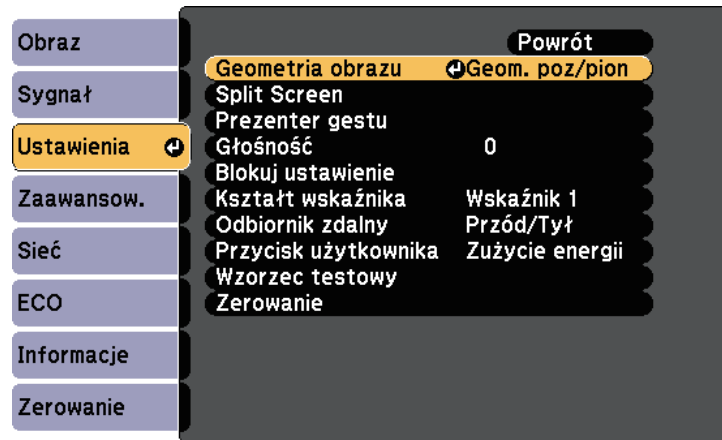 Obraz
Sygnał
Ustawienia
Zaawansow.
Sieć
ECO
Informacje
Zerowanie
Powrót
Geometria obrazu Geom. poz/pion
Split Screen
Prezenter gestu
Głośność 0
Blokuj ustawienie
Kształt wskaźnika Wskaźnik 1
Odbiornik zdalny Przód/Tył
Przycisk użytkownika Zużycie energii
Wzorzec testowy
Zerowanie